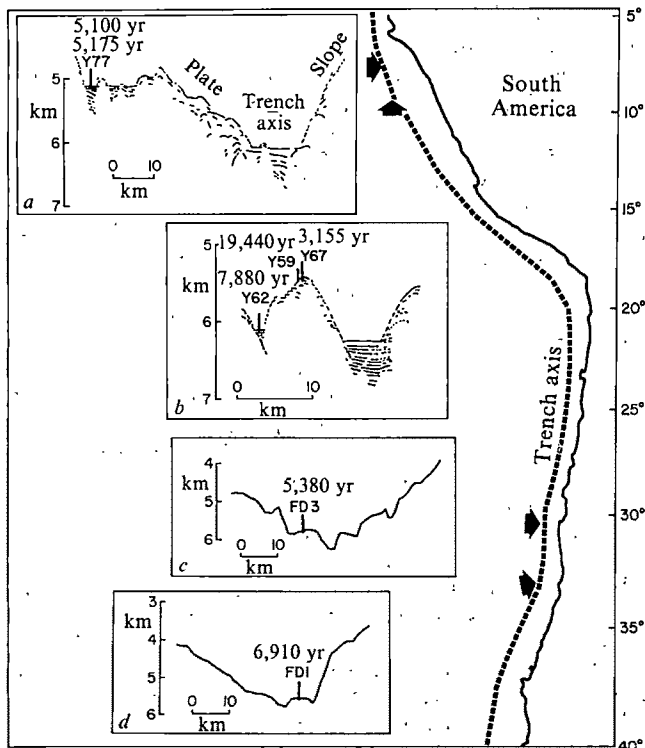 5,100 yr
5,175 yr
Y77
Plate
Slope
Trench
axis
5
km
6
7
0 10
km
a
5
km
6
7
19,440 yr 3,155 yr
Y59 Y67
7,880 yr
Y62
0 10
km
b
4
km
5
6
5,380 yr
FD3
0 10
km
c
3
km
4
5
6
6,910 yr
FD1
0 10
km
d
South
America
Trench axis
5°
10°
15°
20°
25°
30°
35°
40°